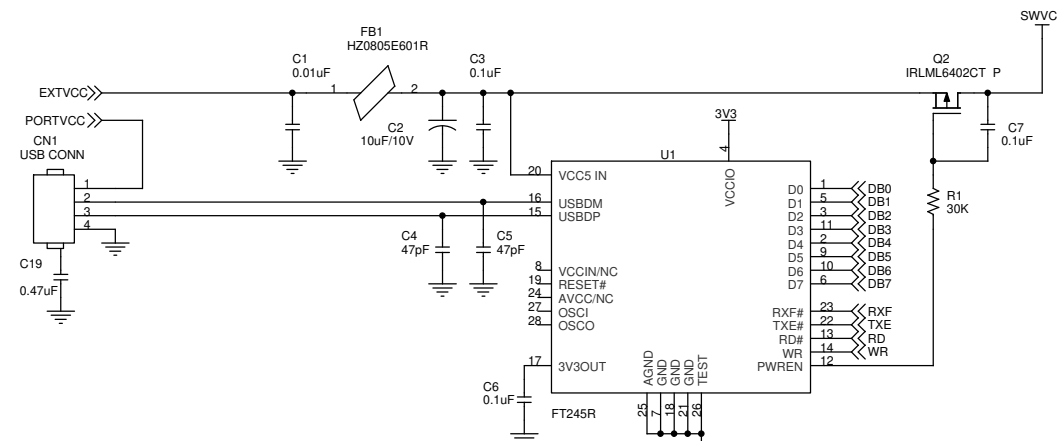 SWVC
FB1
HZ0805E601R
C1
0.01uF
C3
0.1uF
Q2
IRLML6402CT P
EXTVCC
1
2
PORTVCC
C2
10uF/10V
3V3
C7
0.1uF
CN1
USB CONN
U1
4
VCCIO
1
2
3
4
20 VCC5 IN
16 USBDM
15 USBDP
D0 1 DB0
D1 5 DB1
D2 3 DB2
D3 11 DB3
D4 2 DB4
D5 9 DB5
D6 10 DB6
D7 6 DB7
R1
30K
C4
47pF
C5
47pF
C19
0.47uF
8 VCCIN/NC
19 RESET#
24 AVCC/NC
27 OSCI
28 OSCO
RXF# 23 RXF
TXE# 22 TXE
RD# 13 RD
WR 14 WR
PWREN 12
17 3V3OUT
C6
0.1uF
AGND
GND
GND
GND
TEST
25
7
18
21
26
FT245R